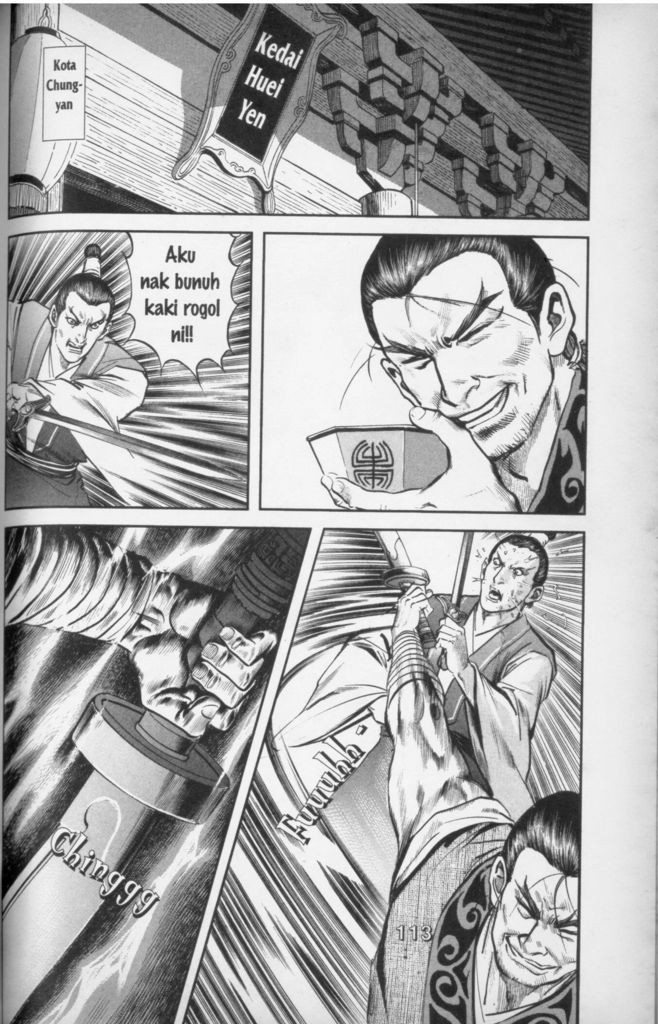 Kota
Chung-
yan
Kedai
Huei
Yen
Aku
nak bunuh
kaki rogol
ni!!
Chinggg
Fuuuhh -
113